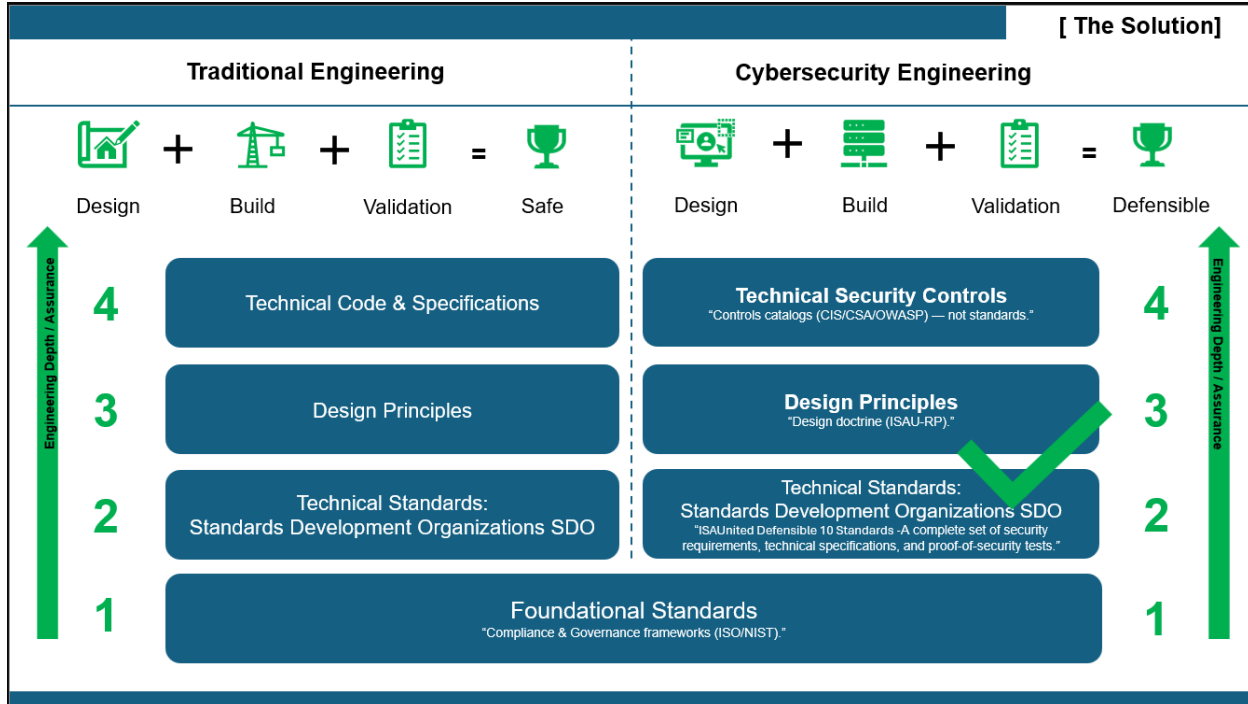 [ The Solution]
Traditional Engineering
Cybersecurity Engineering
+ + =
Design
Build
Validation
Safe
+ + =
Design
Build
Validation
Defensible
Engineering Depth / Assurance
4
Technical Code & Specifications
Technical Security Controls
“Controls catalogs (CIS/CSA/OWASP) — not standards.”
4
3
Design Principles
Design Principles
“Design doctrine (ISAU-RP).”
3
2
Technical Standards:
Standards Development Organizations SDO
Technical Standards:
Standards Development Organizations SDO
“ISAUnited Defensible 10 Standards -A complete set of security
requirements, technical specifications, and proof-of-security tests.”
2
1
Foundational Standards
“Compliance & Governance frameworks (ISO/NIST).”
1
Engineering Depth / Assurance